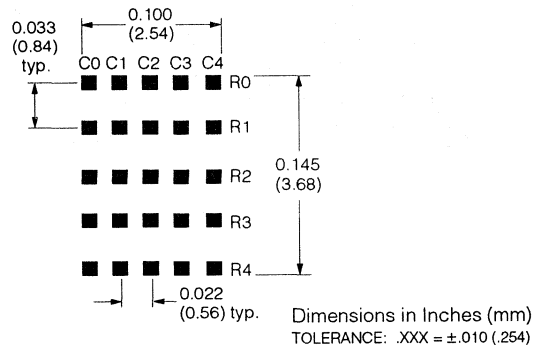 0.100
(2.54)
0.033
(0.84)
typ.
C0 C1 C2 C3 C4
R0
R1
0.145
(3.68)
R2
R3
R4
0.022
(0.56) typ.
Dimensions in Inches (mm)
TOLERANCE: .XXX = ±.010 (.254)